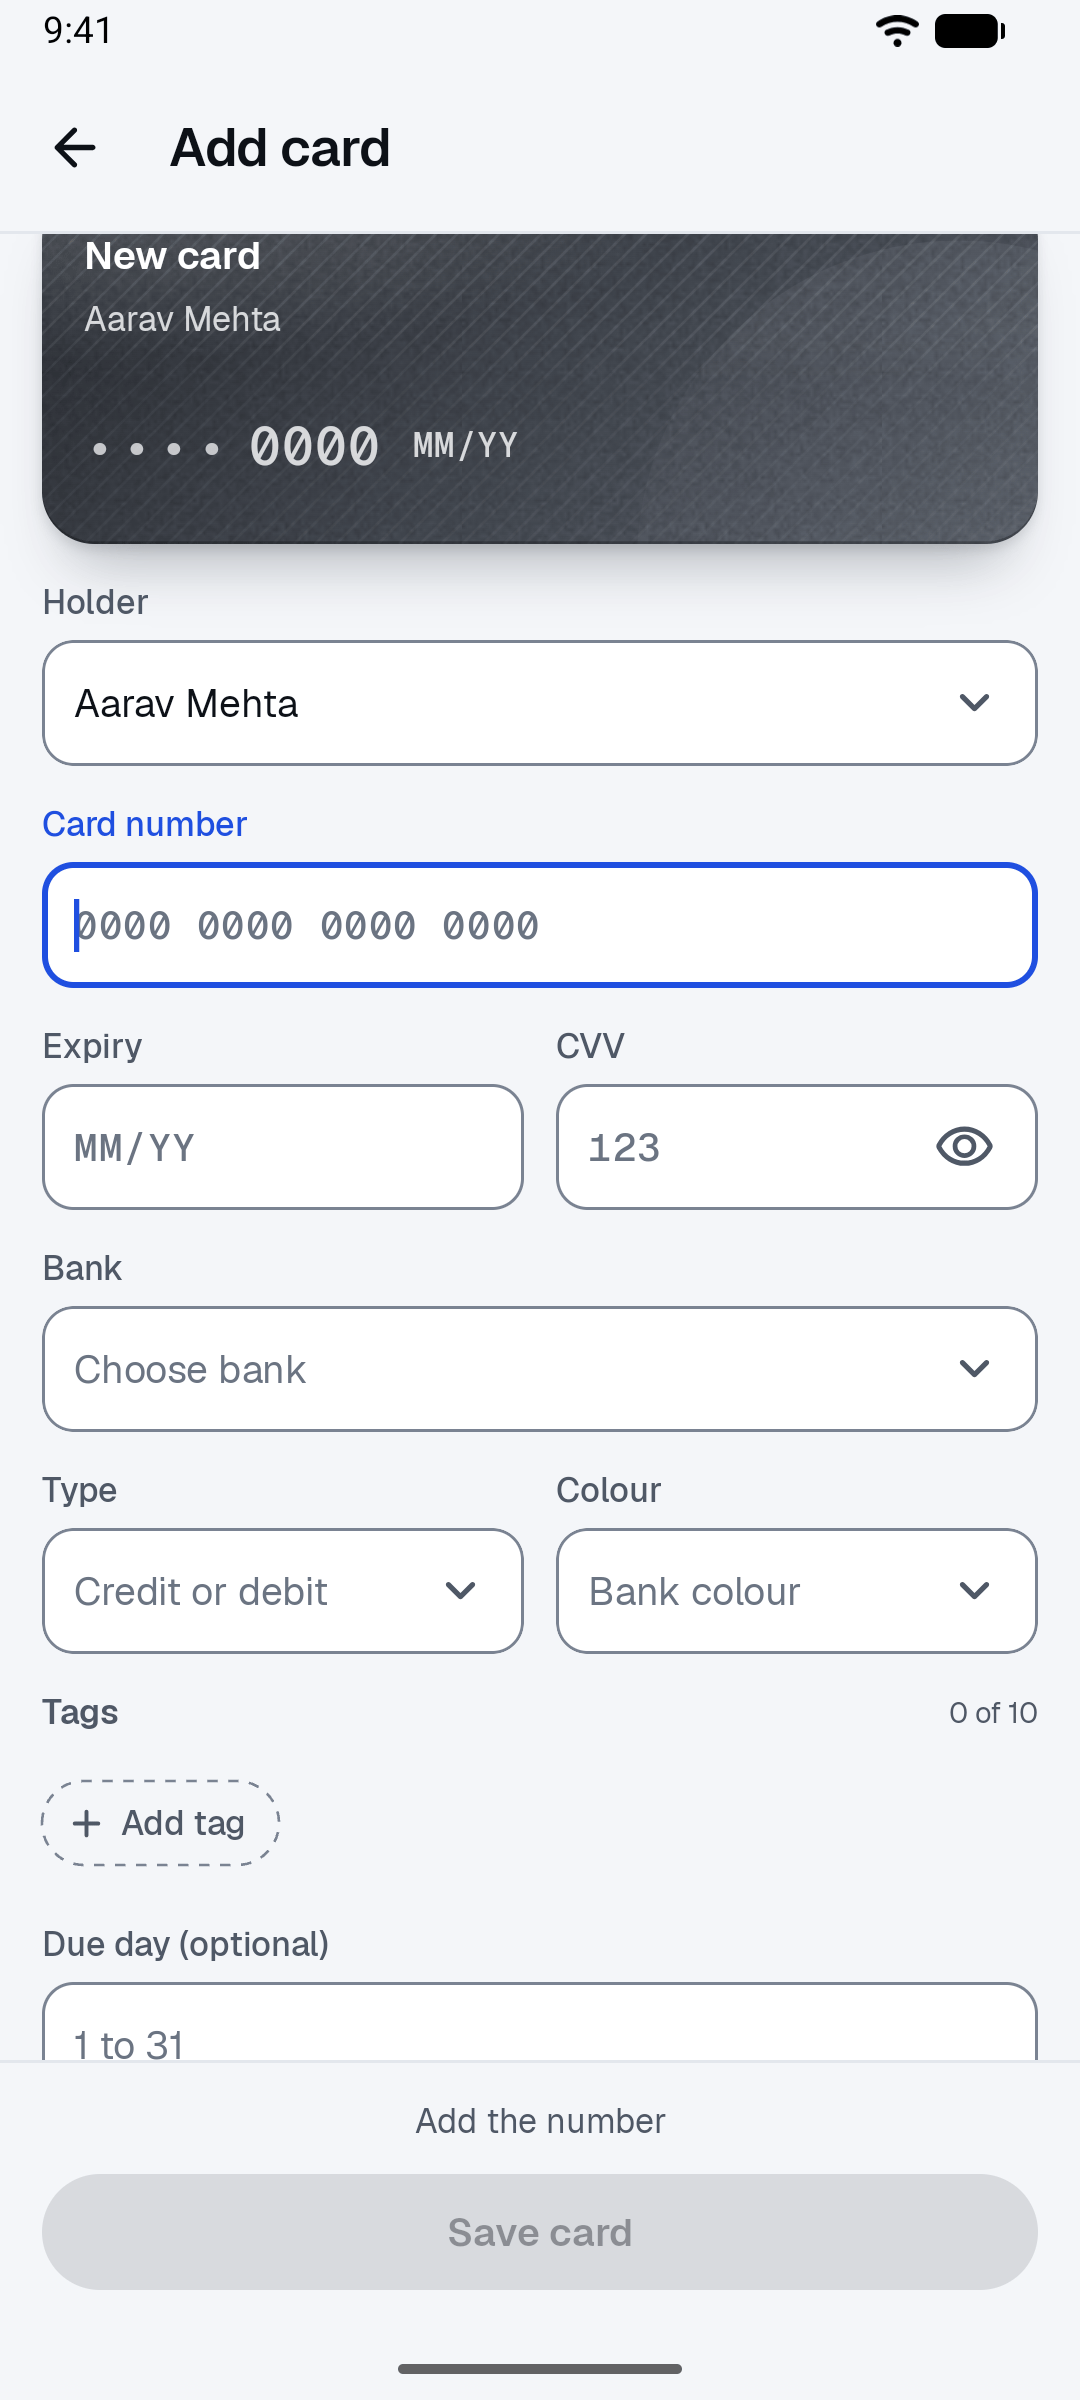 9:41
Add card
New card
Aarav Mehta
•••• 0000 MM/YY
Holder
Aarav Mehta
Card number
0000 0000 0000 0000
Expiry CVV
MM/YY 123
Bank
Choose bank
Type Colour
Credit or debit Bank colour
Tags 0 of 10
+ Add tag
Due day (optional)
1 to 31
Add the number
Save card